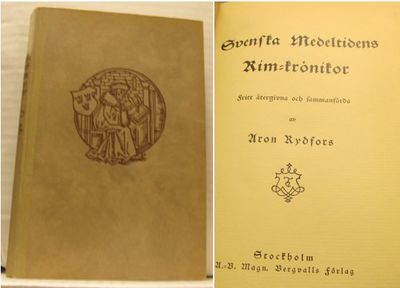 Svenska Medeltidens
Rim=krönikor
Fritt återgivna och sammanförda
av
Aron Rydfors
Stockholm
A.-B. Magn. Bergvalls Förlag